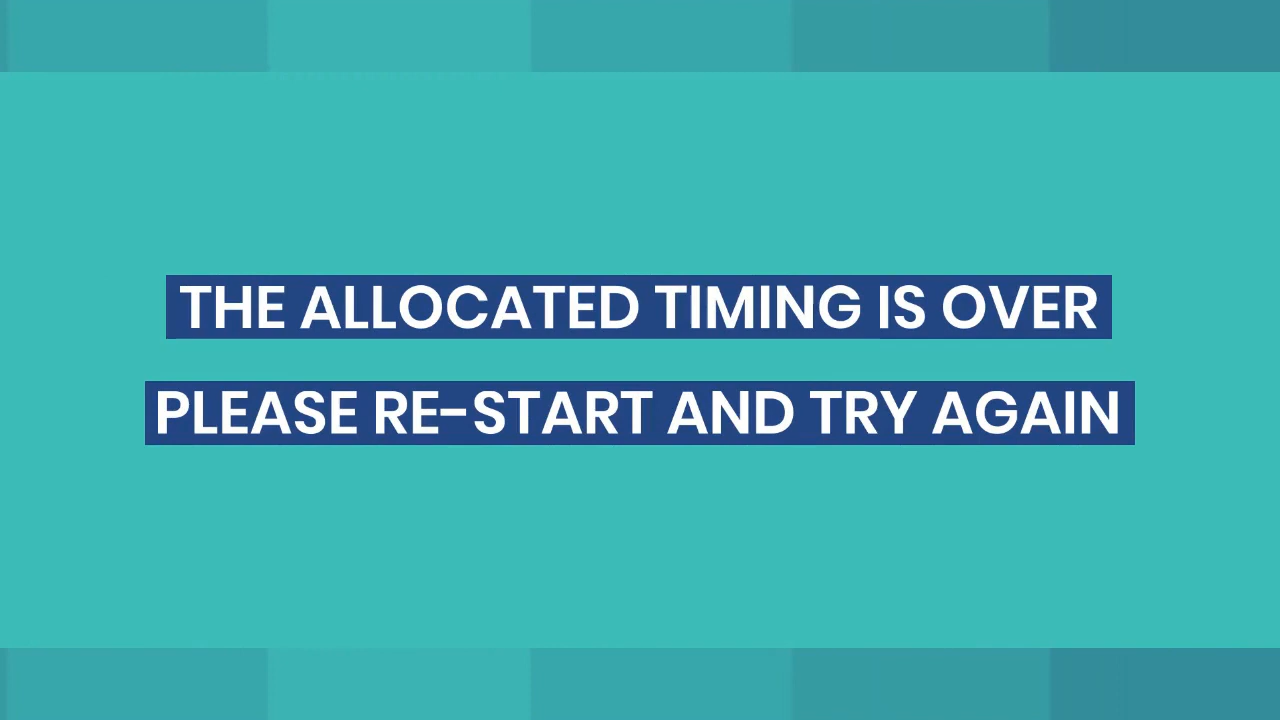 THE ALLOCATED TIMING IS OVER
PLEASE RE-START AND TRY AGAIN